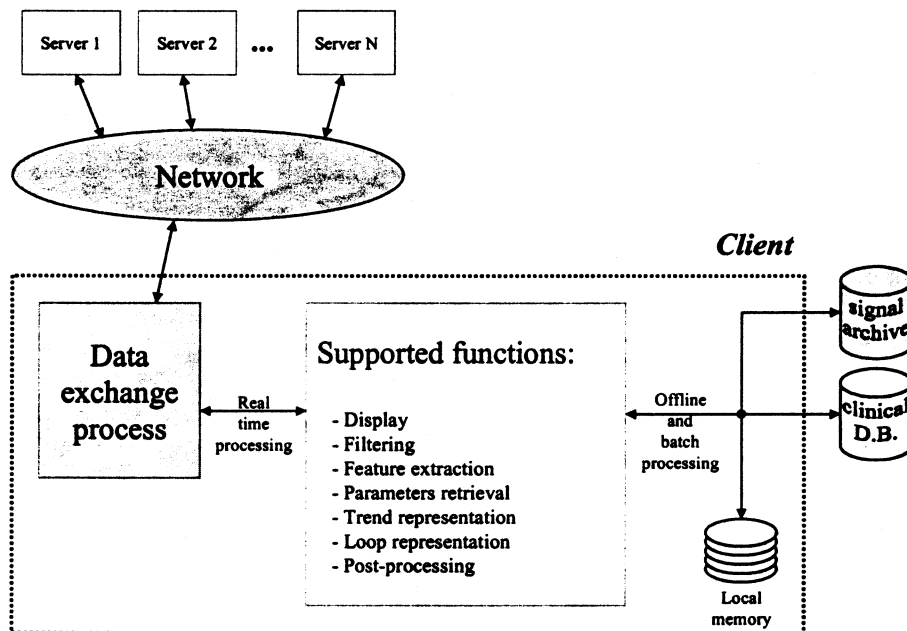 Server 1
Server 2
...
Server N
Network
Client
Data
exchange
process
Real
time
processing
Supported functions:
- Display
- Filtering
- Feature extraction
- Parameters retrieval
- Trend representation
- Loop representation
- Post-processing
Offline
and
batch
processing
signal
archive
clinical
D.B.
Local
memory